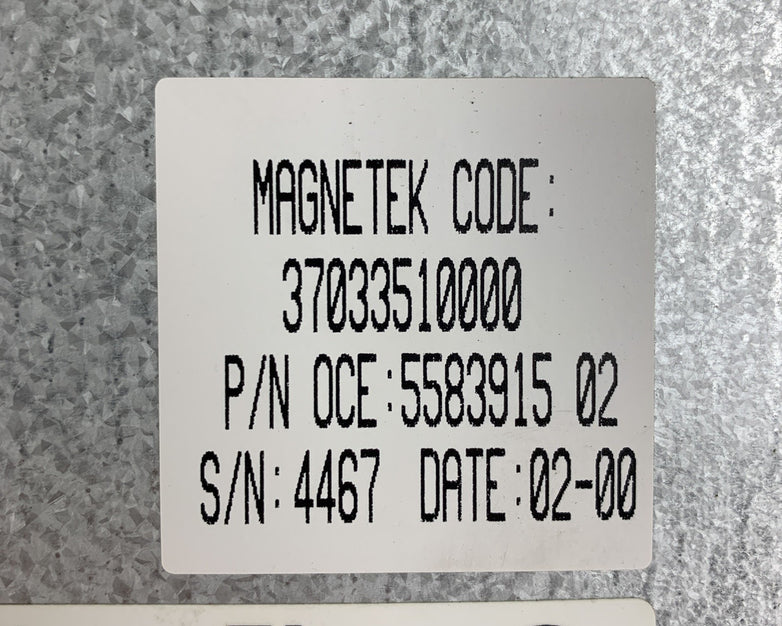 MAGNETEK CODE:
37033510000
P/N OCE:5583915 02
S/N:4467 DATE:02-00